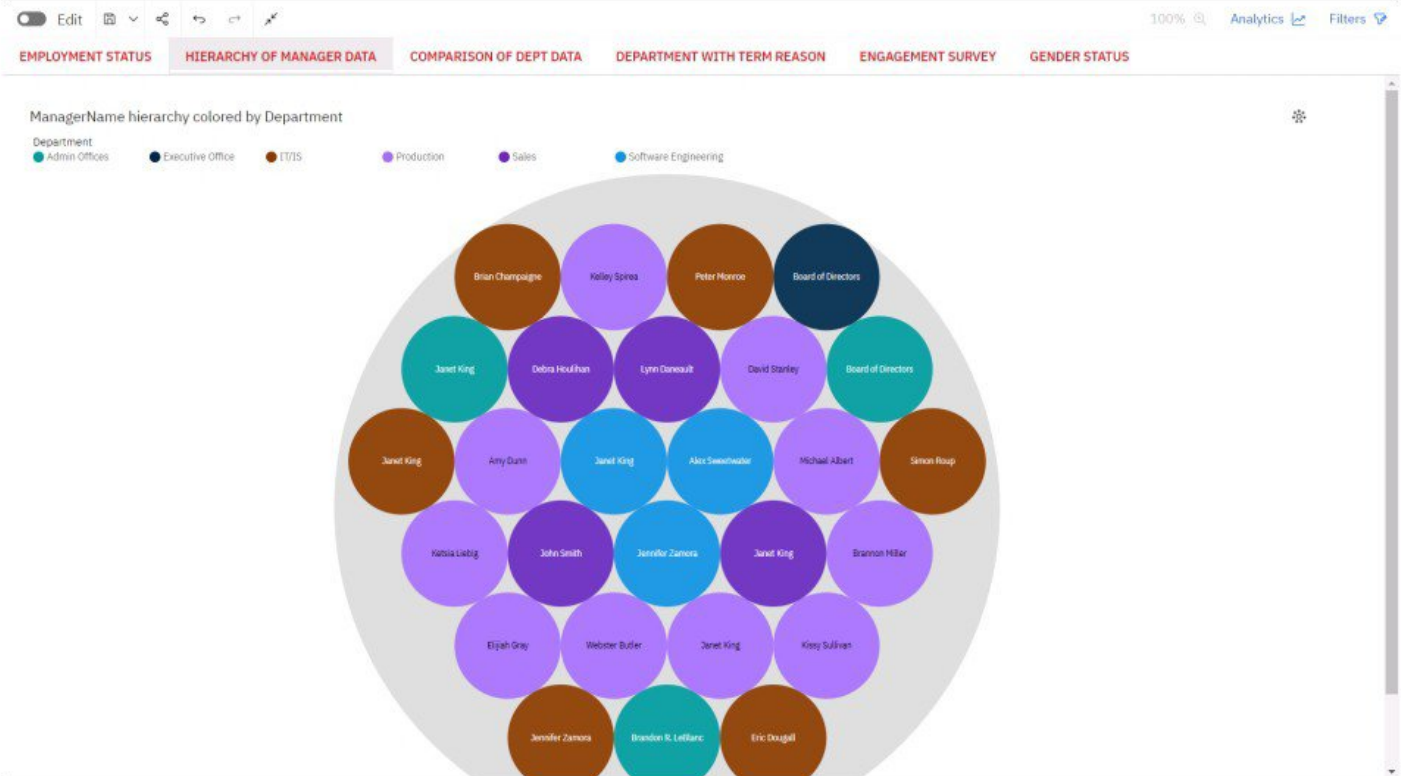 Edit 100% Analytics Filters
EMPLOYMENT STATUS HIERARCHY OF MANAGER DATA COMPARISON OF DEPT DATA DEPARTMENT WITH TERM REASON ENGAGEMENT SURVEY GENDER STATUS
ManagerName hierarchy colored by Department
Department
Admin Offices Executive Office IT/IS Production Sales Software Engineering
Brian Champaigne Kelley Spirea Peter Monroe Board of Directors
Janet King Debra Houlihan Lynn Daneault David Stanley Board of Directors
Janet King Amy Dunn Janet King Alex Sweetwater Michael Albert Simon Roup
Ketsia Liebig John Smith Jennifer Zamora Janet King Brannon Miller
Elijiah Gray Webster Butler Janet King Kissy Sullivan
Jennifer Zamora Brandon R. LeBlanc Eric Dougall